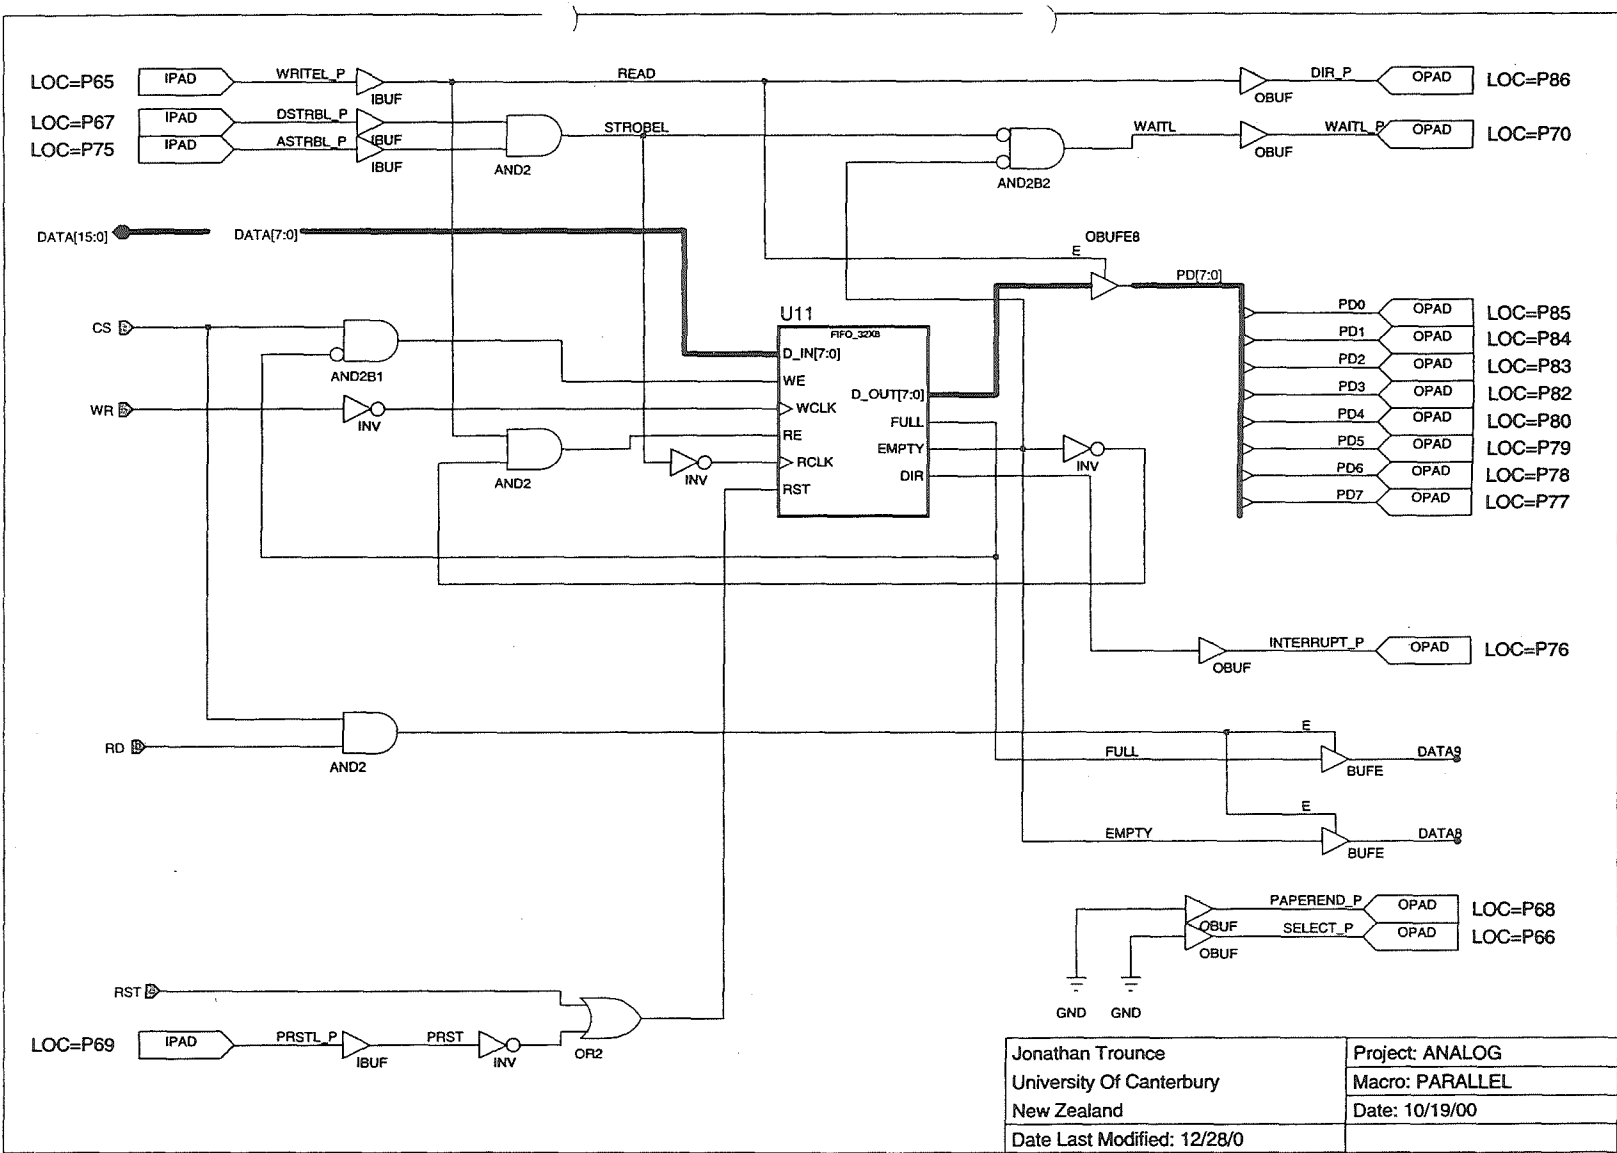 LOC=P65 IPAD WRITEL_P IBUF READ OBUF DIR_P OPAD LOC=P86
LOC=P67 IPAD DSTRBL_P IBUF
LOC=P75 IPAD ASTRBL_P IBUF AND2 STROBEL AND2B2 WAITL OBUF WAITL_P OPAD LOC=P70
DATA[15:0] DATA[7:0]
OBUFE8
E
PD[7:0]
PD0 OPAD LOC=P85
PD1 OPAD LOC=P84
PD2 OPAD LOC=P83
PD3 OPAD LOC=P82
PD4 OPAD LOC=P80
PD5 OPAD LOC=P79
PD6 OPAD LOC=P78
PD7 OPAD LOC=P77
U11
FIFO_32X8
D_IN[7:0]
WE
WCLK
RE
RCLK
RST
D_OUT[7:0]
FULL
EMPTY
DIR
CS
AND2B1
WR
INV
AND2
INV
INV
OBUF INTERRUPT_P OPAD LOC=P76
RD
AND2
E
FULL BUFE DATA9
E
EMPTY BUFE DATA8
OBUF PAPEREND_P OPAD LOC=P68
OBUF SELECT_P OPAD LOC=P66
GND GND
RST
LOC=P69 IPAD PRSTL_P IBUF PRST INV OR2
Jonathan Trounce
University Of Canterbury
New Zealand
Date Last Modified: 12/28/0
Project: ANALOG
Macro: PARALLEL
Date: 10/19/00